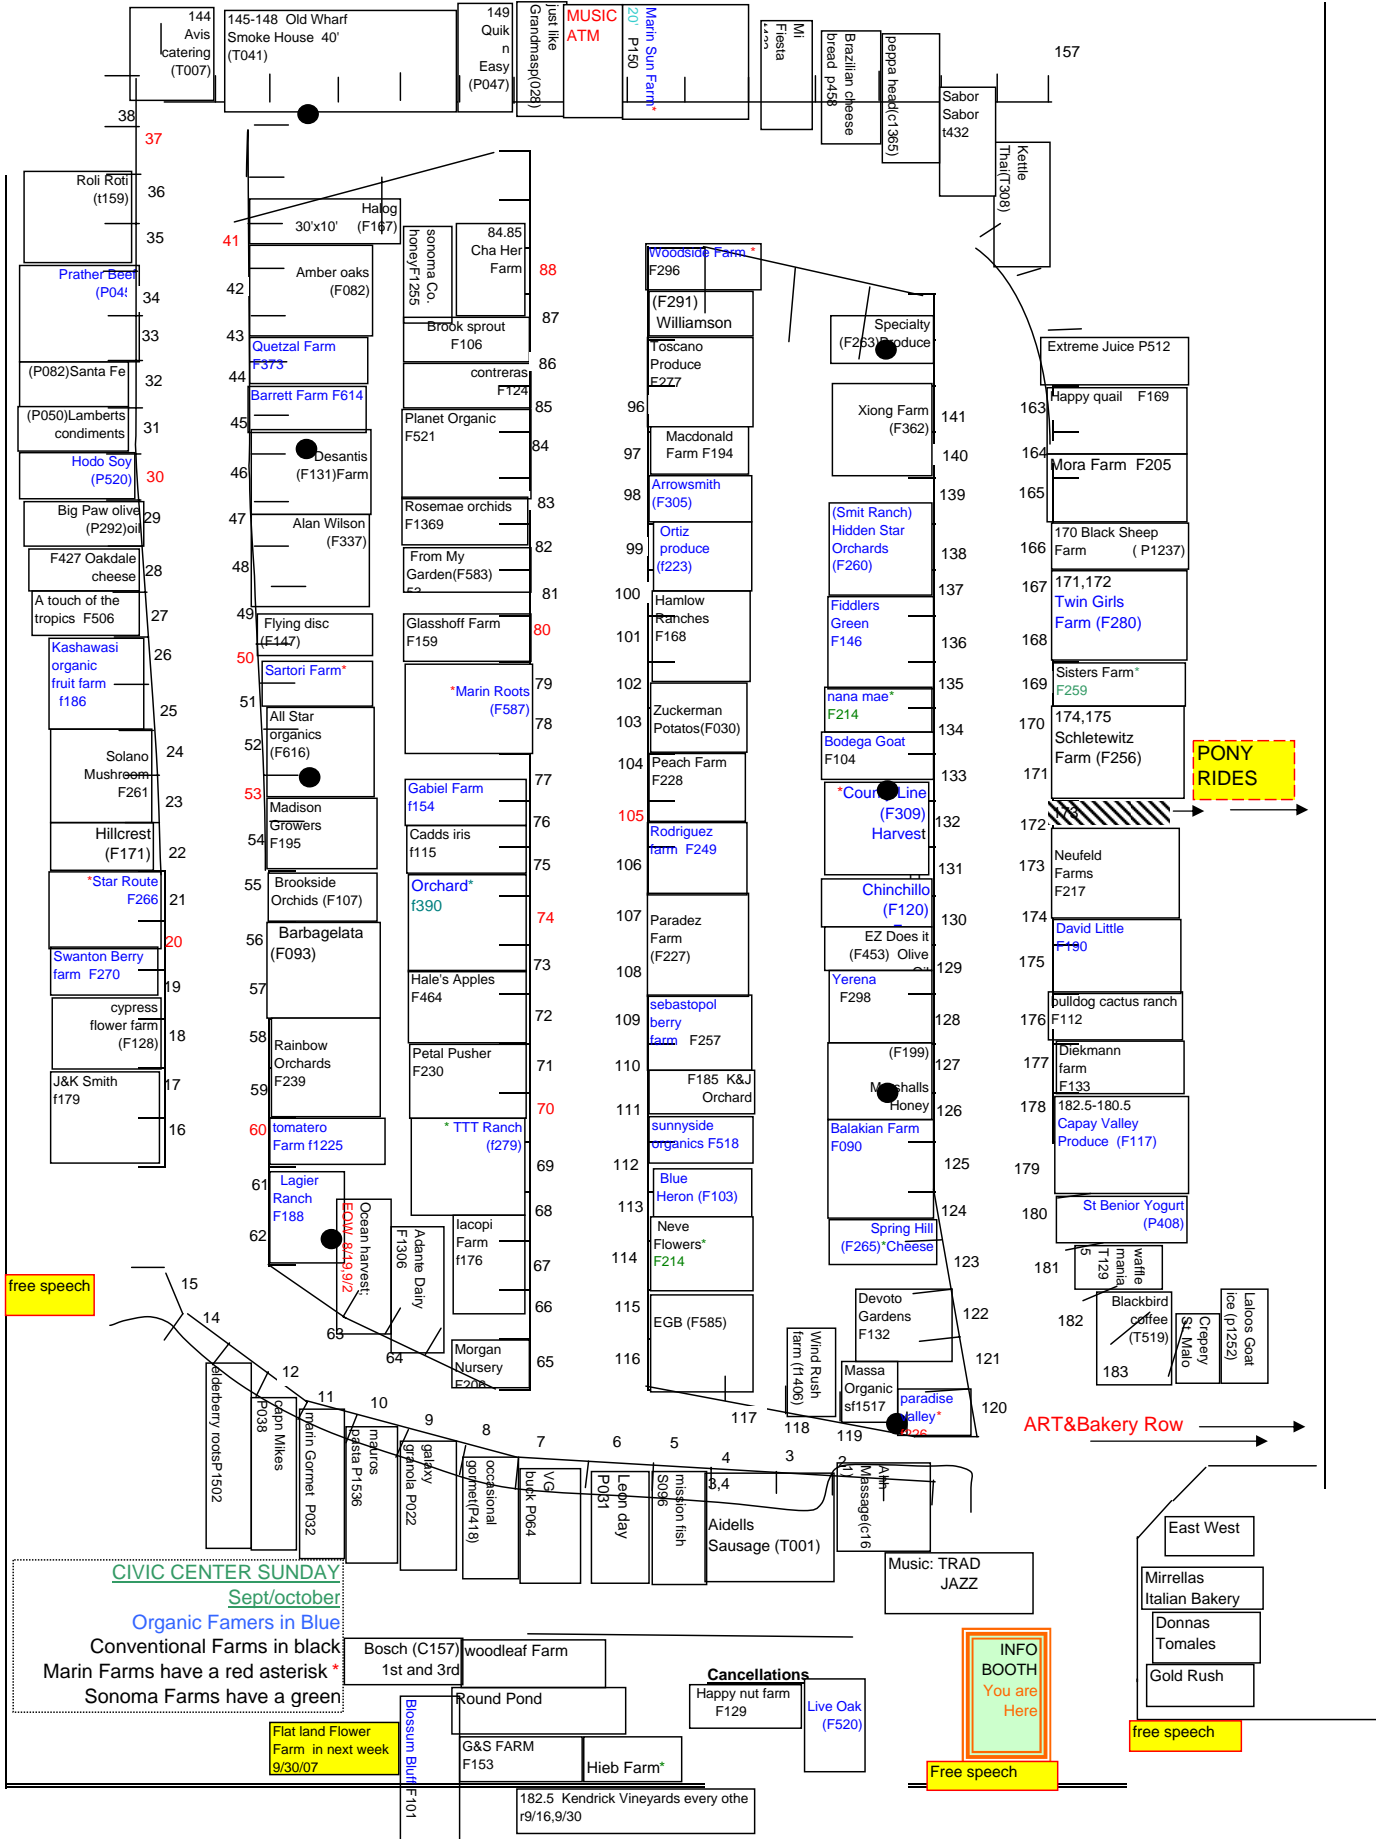 144
Avis
catering
(T007)
145-148 Old Wharf
Smoke House 40'
(T041)
149
Quik
n
Easy
(P047)
just like
Grandmasp(028)
MUSIC
ATM
Marin Sun Farm*
20' P150
Mi
Fiesta
Brazilian cheese
bread p458
peppa head(c1365)
Sabor
Sabor
t432
Kettle
Thai(T308)
157
38
37
36
35
34
33
32
31
30
29
28
27
26
25
24
23
22
21
20
19
18
17
16
Roli Roti
(t159)
Prather Beef
(P045
(P082)Santa Fe
(P050)Lamberts
condiments
Hodo Soy
(P520)
Big Paw olive
(P292)oil
F427 Oakdale
cheese
A touch of the
tropics F506
Kashawasi
organic
fruit farm
f186
Solano
Mushroom
F261
Hillcrest
(F171)
*Star Route
F266
Swanton Berry
farm F270
cypress
flower farm
(F128)
J&K Smith
f179
41
42
43
44
45
46
47
48
49
50
51
52
53
54
55
56
57
58
59
60
61
62
63
64
Halog
30'x10' (F167)
Amber oaks
(F082)
Quetzal Farm
F373
Barrett Farm F614
Desantis
(F131)Farm
Alan Wilson
(F337)
Flying disc
(F147)
Sartori Farm*
All Star
organics
(F616)
Madison
Growers
F195
Brookside
Orchids (F107)
Barbagelata
(F093)
Rainbow
Orchards
F239
tomatero
Farm f1225
Lagier
Ranch
F188
Ocean harvest:
EOW 8/19,9/2
Adante Dairy
F1306
sonoma Co.
honeyF1255
84.85
Cha Her
Farm
Brook sprout
F106
contreras
F124
Planet Organic
F521
Rosemae orchids
F1369
From My
Garden(F583)
Glasshoff Farm
F159
*Marin Roots
(F587)
Gabiel Farm
f154
Cadds iris
f115
Orchard*
f390
Hale's Apples
F464
Petal Pusher
F230
* TTT Ranch
(f279)
Iacopi
Farm
f176
Morgan
Nursery
F206
88
87
86
85
84
83
82
81
80
79
78
77
76
75
74
73
72
71
70
69
68
67
66
65
96
97
98
99
100
101
102
103
104
105
106
107
108
109
110
111
112
113
114
115
116
Woodside Farm *
F296
(F291)
Williamson
Toscano
Produce
F277
Macdonald
Farm F194
Arrowsmith
(F305)
Ortiz
produce
(f223)
Hamlow
Ranches
F168
Zuckerman
Potatos(F030)
Peach Farm
F228
Rodriguez
farm F249
Paradez
Farm
(F227)
sebastopol
berry
farm F257
F185 K&J
Orchard
sunnyside
organics F518
Blue
Heron (F103)
Neve
Flowers*
F214
EGB (F585)
117
118
119
Wind Rush
farm (f1406)
Specialty
(F263)Produce
Xiong Farm
(F362)
(Smit Ranch)
Hidden Star
Orchards
(F260)
Fiddlers
Green
F146
nana mae*
F214
Bodega Goat
F104
*County Line
(F309)
Harvest
Chinchillo
(F120)
EZ Does it
(F453) Olive
Yerena
F298
(F199)
Marshalls
Honey
Balakian Farm
F090
Spring Hill
(F265)*Cheese
Devoto
Gardens
F132
Massa
Organic
sf1517
paradise
valley*
141
140
139
138
137
136
135
134
133
132
131
130
129
128
127
126
125
124
123
122
121
120
163
164
165
166
167
168
169
170
171
172
173
174
175
176
177
178
179
180
181
182
183
Extreme Juice P512
Happy quail F169
Mora Farm F205
170 Black Sheep
Farm ( P1237)
171,172
Twin Girls
Farm (F280)
Sisters Farm*
F259
174,175
Schletewitz
Farm (F256)
173
Neufeld
Farms
F217
David Little
F190
bulldog cactus ranch
F112
Diekmann
farm
F133
182.5-180.5
Capay Valley
Produce (F117)
St Benior Yogurt
(P408)
waffle
mania
T129
5
Blackbird
coffee
(T519)
Crepery
St Malo
Laloos Goat
ice (p1252)
PONY
RIDES
ART&Bakery Row
free speech
15
14
12
11
10
9
8
7
6
5
4
3
2
elderberry rootsP1502
capn Mikes
P038
marin Gormet P032
mauros
pasta P1536
galaxy
granola P022
occasional
gormet(P418)
VG
buck P064
Leon day
P031
mission fish
S096
3,4
Aidells
Sausage (T001)
Ahh
Massage(c16
Music: TRAD
JAZZ
East West
Mirrellas
Italian Bakery
Donnas
Tomales
Gold Rush
free speech
CIVIC CENTER SUNDAY
Sept/october
Organic Famers in Blue
Conventional Farms in black
Marin Farms have a red asterisk *
Sonoma Farms have a green
Bosch (C157)
1st and 3rd
woodleaf Farm
Round Pond
Flat land Flower
Farm in next week
9/30/07
Blossum Bluff F101
G&S FARM
F153
Hieb Farm*
182.5 Kendrick Vineyards every othe
r9/16,9/30
Cancellations
Happy nut farm
F129
Live Oak
(F520)
INFO
BOOTH
You are
Here
Free speech